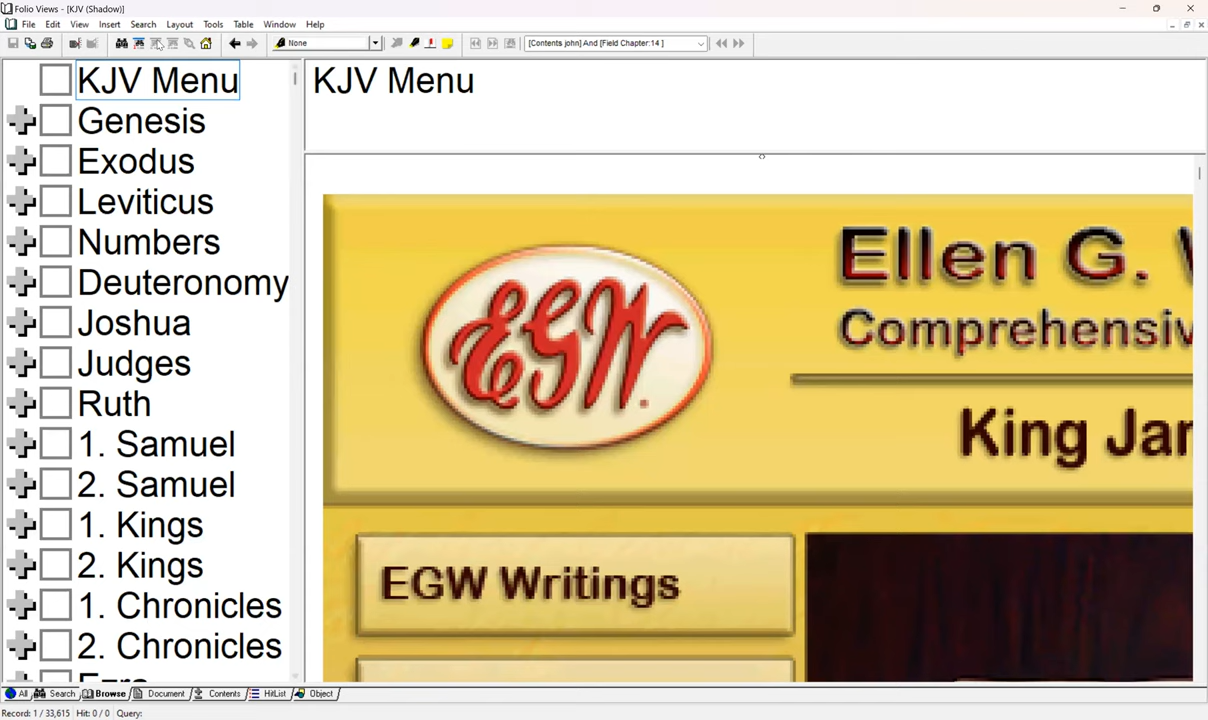 Folio Views - [KJV (Shadow)]
File Edit View Insert Search Layout Tools Table Window Help
None
[Contents john] And [Field Chapter:14 ]
KJV Menu
Genesis
Exodus
Leviticus
Numbers
Deuteronomy
Joshua
Judges
Ruth
1. Samuel
2. Samuel
1. Kings
2. Kings
1. Chronicles
2. Chronicles
KJV Menu
Ellen G.
Comprehensiv
EGW.
King Jar
EGW Writings
All Search Browse Document Contents HitList Object
Record: 1 / 33,615 Hit: 0 / 0 Query: